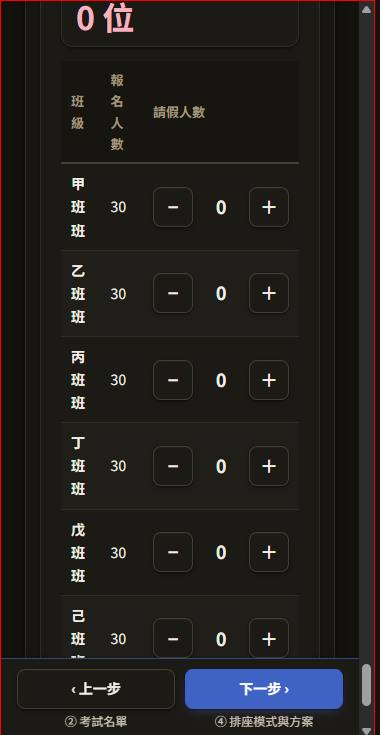 0 位
班級 報名人數 請假人數
甲班班 30 − 0 +
乙班班 30 − 0 +
丙班班 30 − 0 +
丁班班 30 − 0 +
戊班班 30 − 0 +
己班 30 − 0 +
‹ 上一步 下一步 ›
② 考試名單 ④ 排座模式與方案